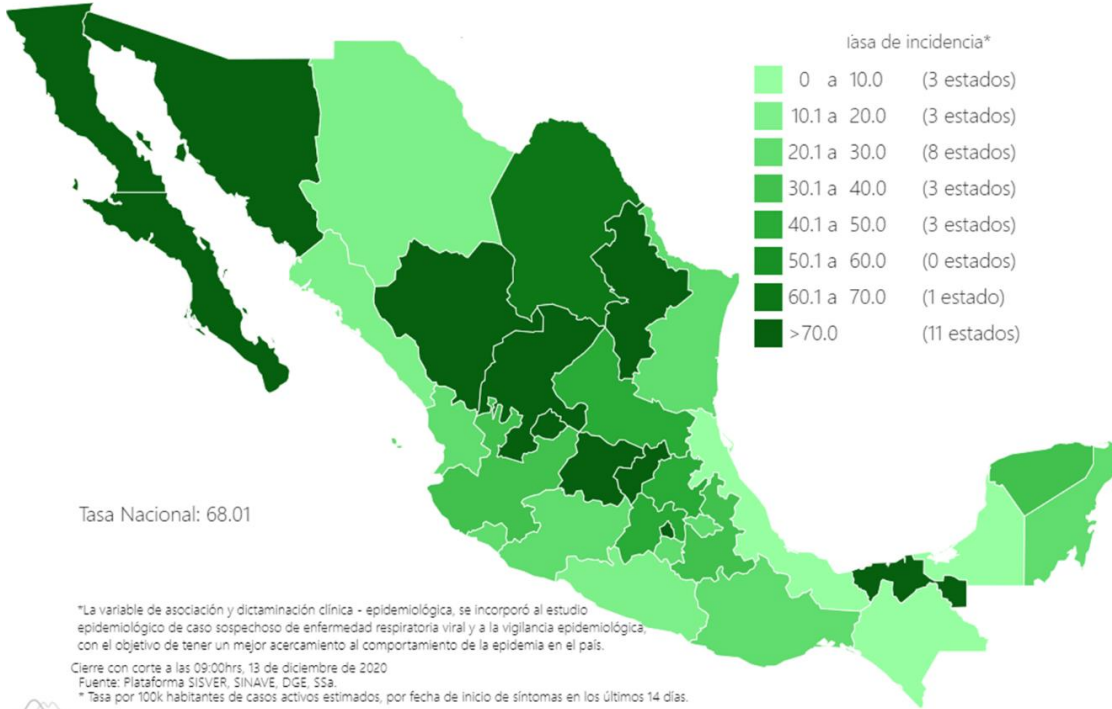 Tasa de incidencia*
0 a 10.0 (3 estados)
10.1 a 20.0 (3 estados)
20.1 a 30.0 (8 estados)
30.1 a 40.0 (3 estados)
40.1 a 50.0 (3 estados)
50.1 a 60.0 (0 estados)
60.1 a 70.0 (1 estado)
>70.0 (11 estados)
Tasa Nacional: 68.01
*La variable de asociación y dictaminación clínica - epidemiológica, se incorporó al estudio
epidemiológico de caso sospechoso de enfermedad respiratoria viral y a la vigilancia epidemiológica,
con el objetivo de tener un mejor acercamiento al comportamiento de la epidemia en el país.
Cierre con corte a las 09:00hrs, 13 de diciembre de 2020
Fuente: Plataforma SISVER, SINAVE, DGE, SSa.
* Tasa por 100k habitantes de casos activos estimados, por fecha de inicio de síntomas en los últimos 14 días.